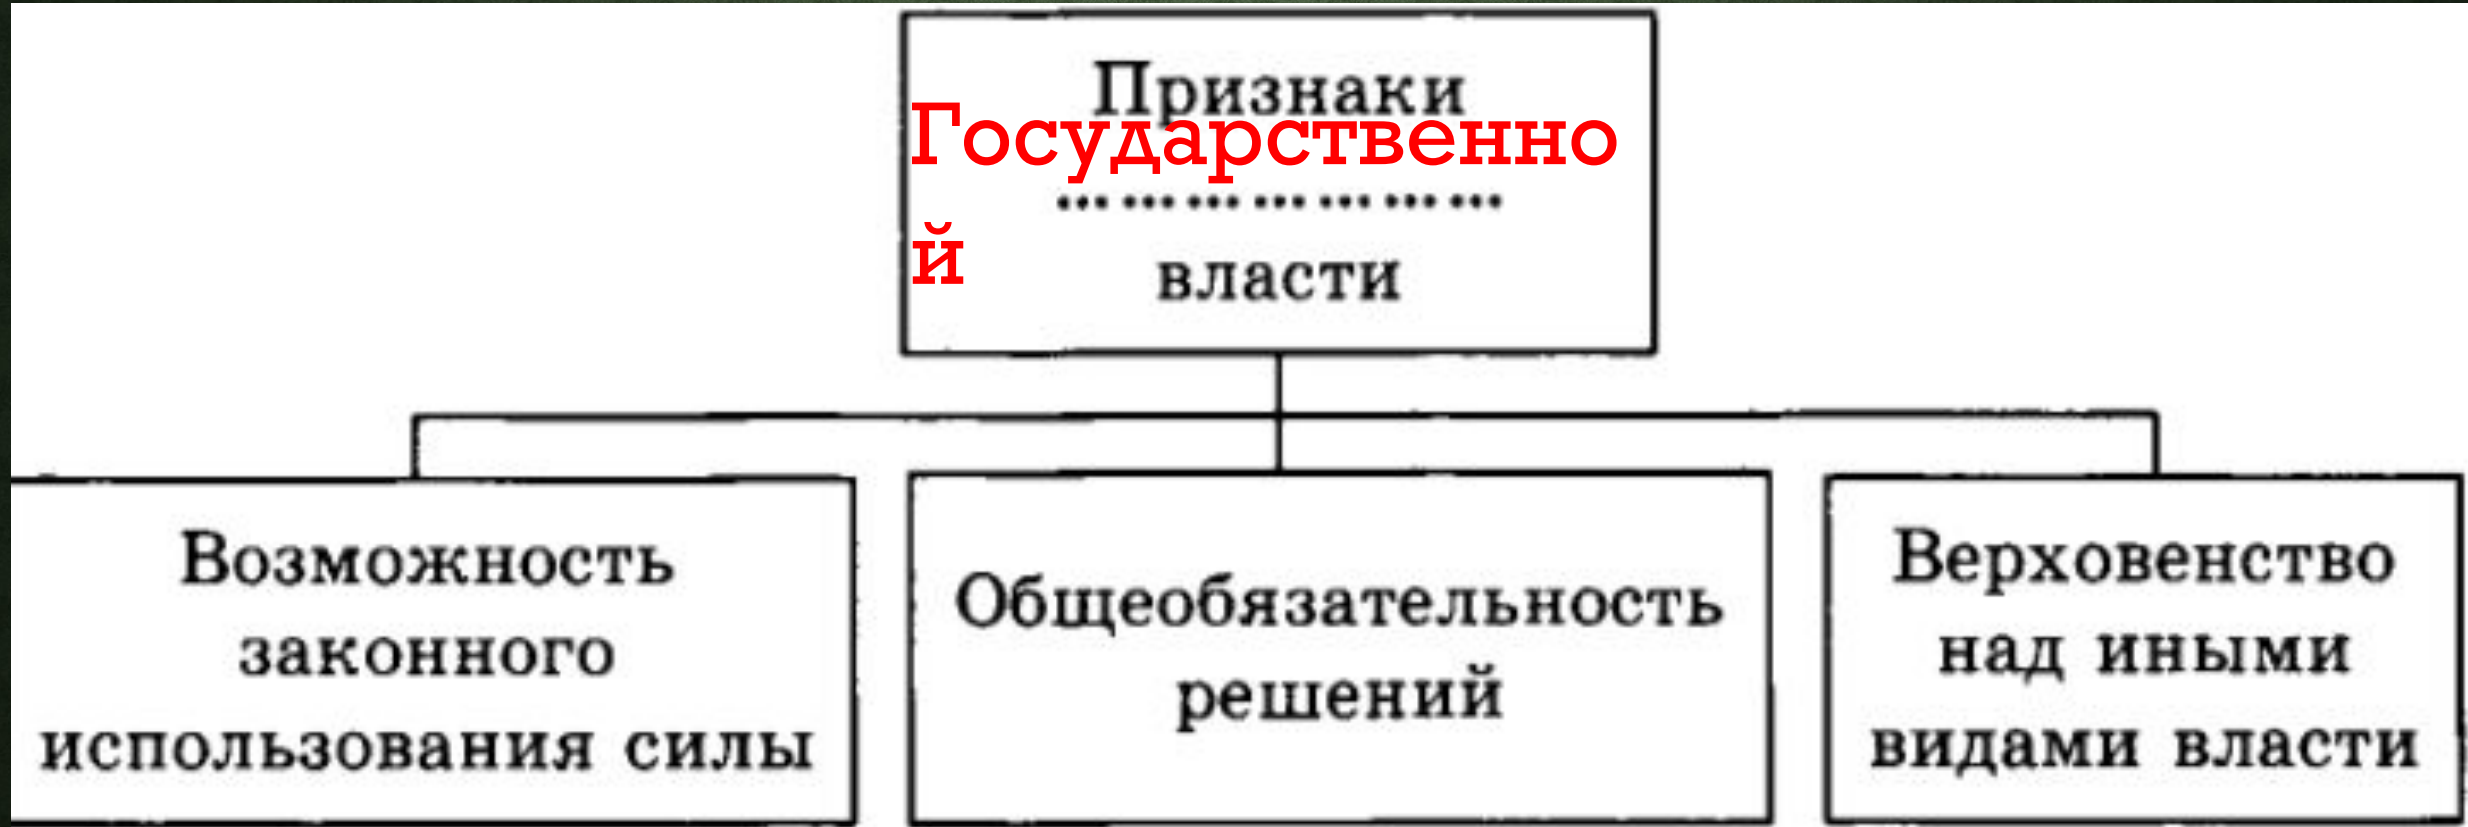 Признаки
Государственно
й
………………………………
власти
Возможность
законного
использования силы
Общеобязательность
решений
Верховенство
над иными
видами власти